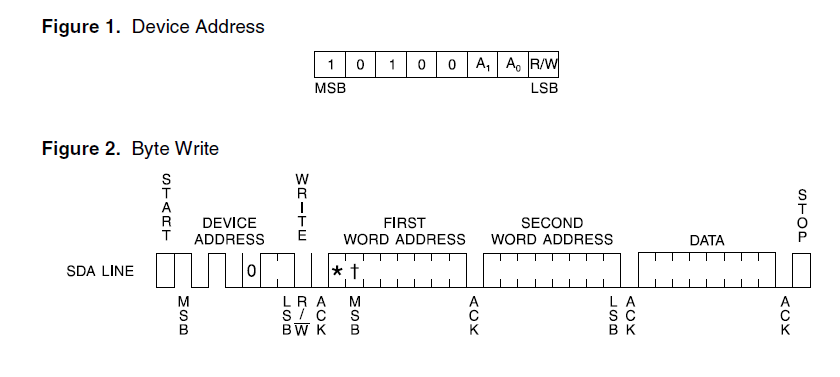 Figure 1. Device Address
1 0 1 0 0 A1 A0 R/W
MSB LSB
Figure 2. Byte Write
START
WRITE
STOP
DEVICE ADDRESS
FIRST WORD ADDRESS
SECOND WORD ADDRESS
DATA
SDA LINE
0
* †
MSB
LSB
R/W
ACK
MSB
ACK
LSB
ACK
ACK